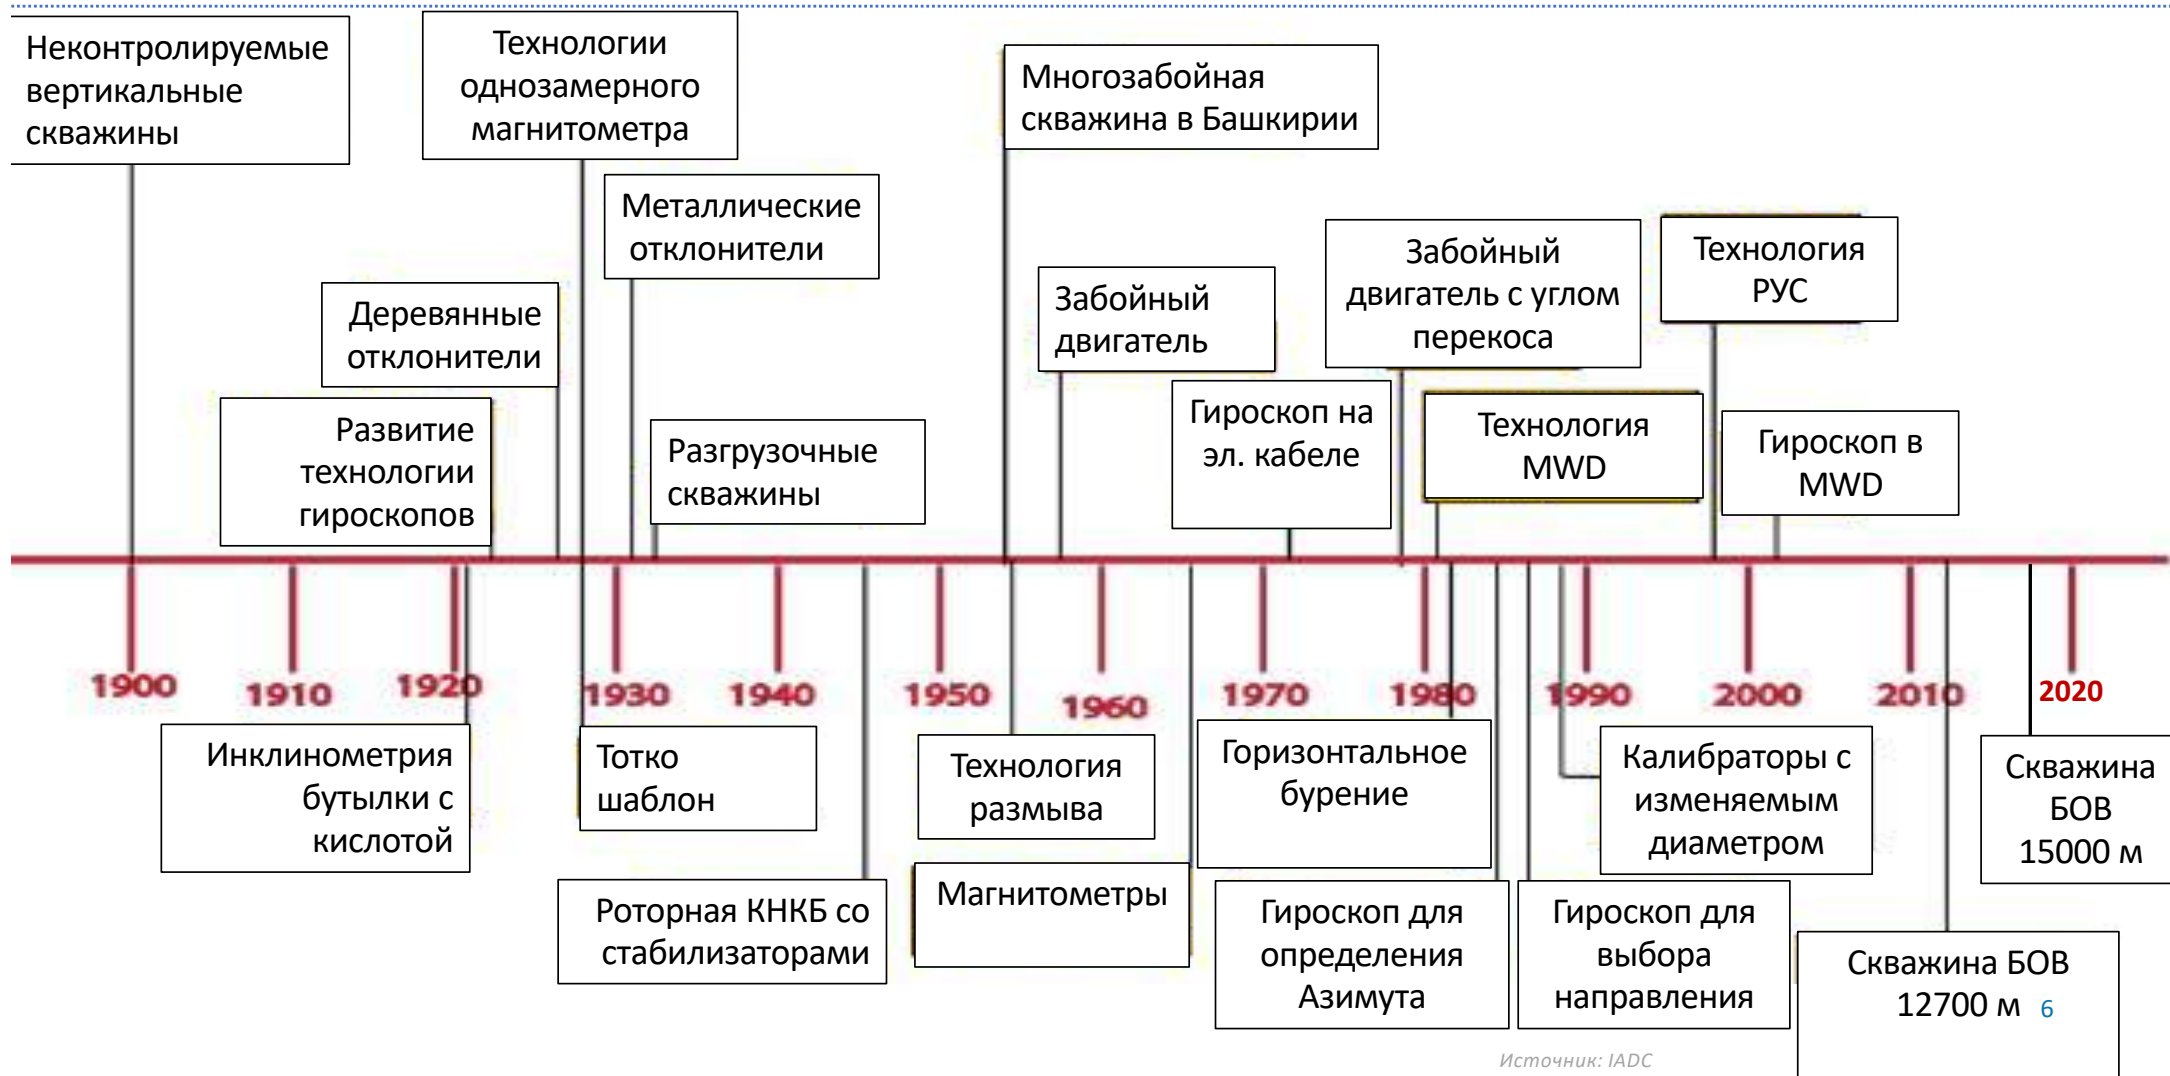 Неконтролируемые
вертикальные
скважины
Технологии
однозамерного
магнитометра
Многозабойная
скважина в Башкирии
Металлические
отклонители
Деревянные
отклонители
Забойный
двигатель
Забойный
двигатель с углом
перекоса
Технология
РУС
Развитие
технологии
гироскопов
Разгрузочные
скважины
Гироскоп на
эл. кабеле
Технология
MWD
Гироскоп в
MWD
1900
1910
1920
1930
1940
1950
1960
1970
1980
1990
2000
2010
2020
Инклинометрия
бутылки с
кислотой
Тотко
шаблон
Технология
размыва
Горизонтальное
бурение
Калибраторы с
изменяемым
диаметром
Скважина
БОВ
15000 м
Роторная КНКБ со
стабилизаторами
Магнитометры
Гироскоп для
определения
Азимута
Гироскоп для
выбора
направления
Скважина БОВ
12700 м
6
Источник: IADC